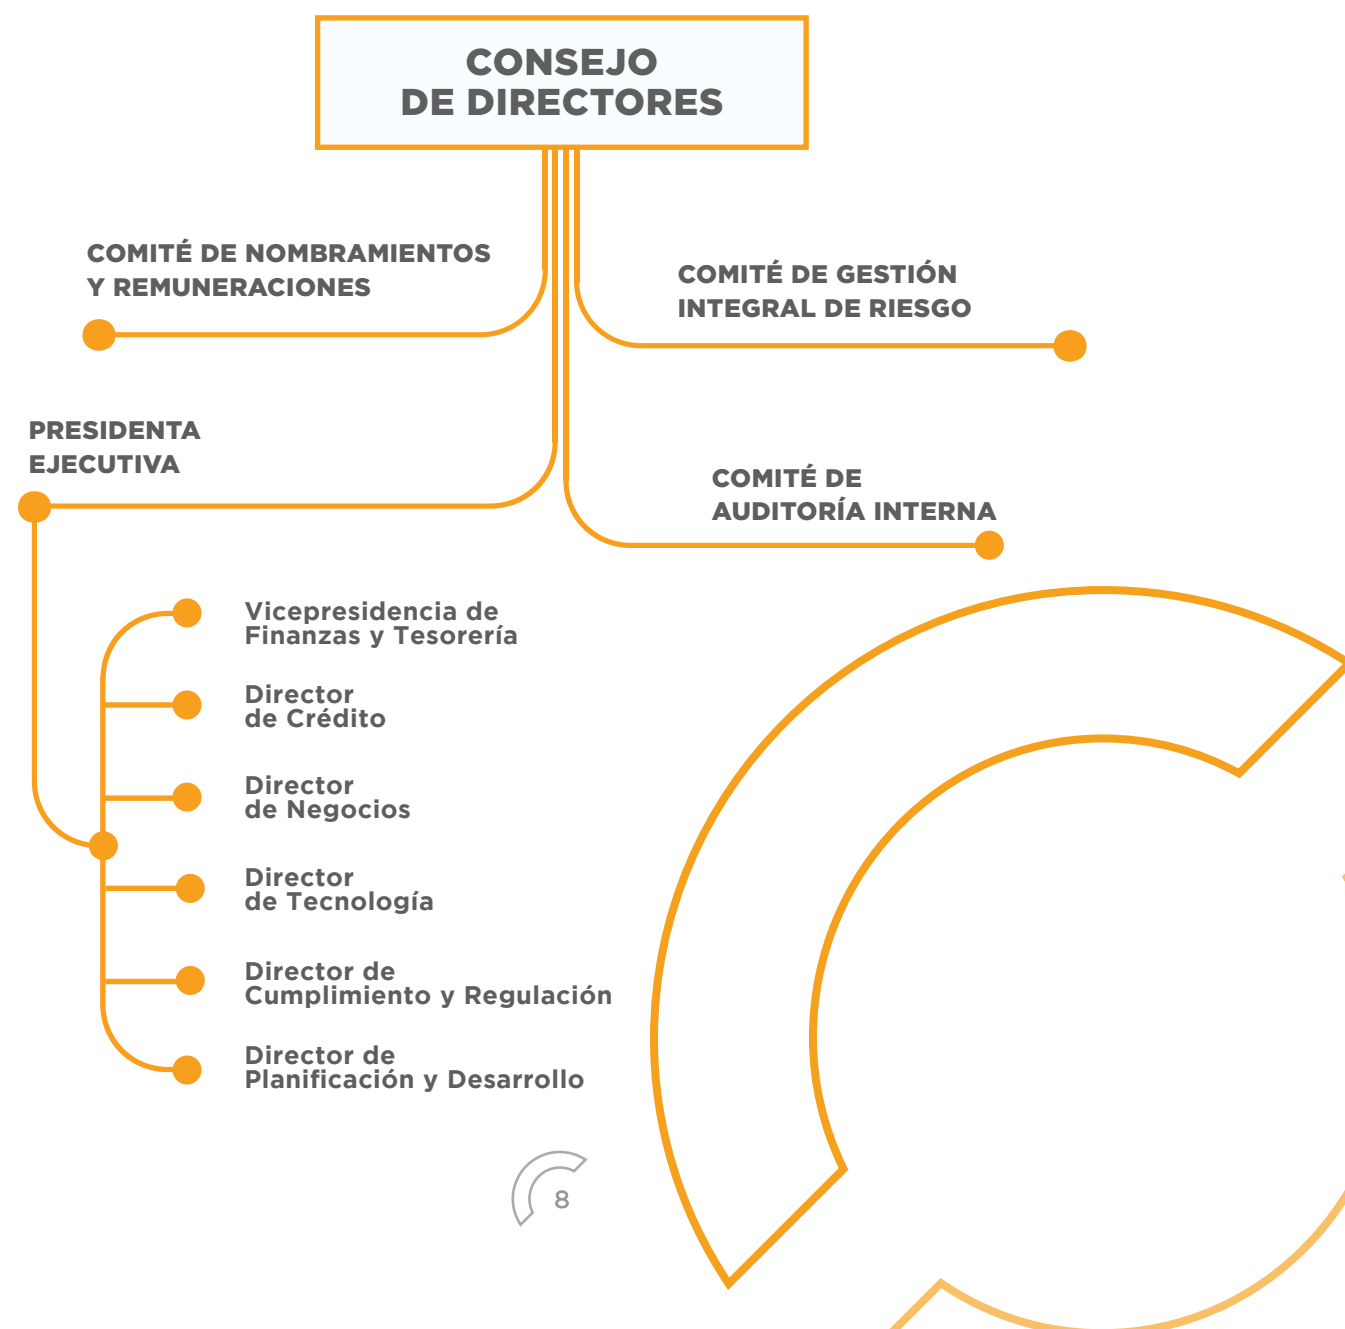 CONSEJO
DE DIRECTORES
COMITÉ DE NOMBRAMIENTOS
Y REMUNERACIONES
COMITÉ DE GESTIÓN
INTEGRAL DE RIESGO
PRESIDENTA
EJECUTIVA
COMITÉ DE
AUDITORÍA INTERNA
Vicepresidencia de
Finanzas y Tesorería
Director
de Crédito
Director
de Negocios
Director
de Tecnología
Director de
Cumplimiento y Regulación
Director de
Planificación y Desarrollo
8